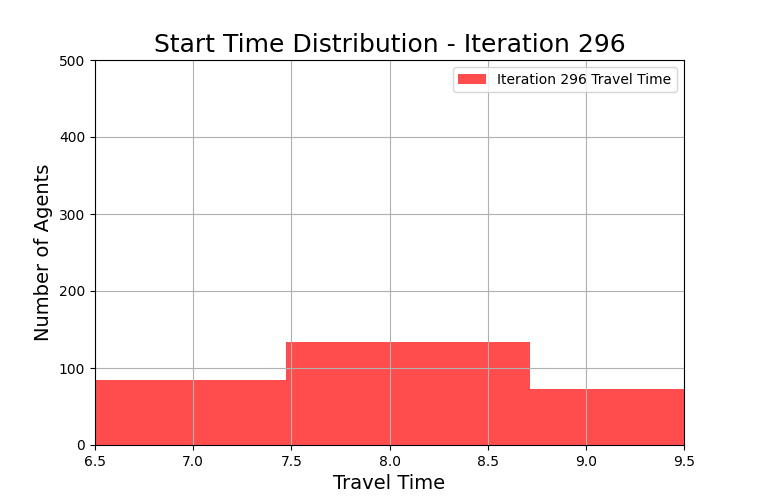 Start Time Distribution - Iteration 296
500
Iteration 296 Travel Time
400
300
200
100
0
Number of Agents
6.5 7.0 7.5 8.0 8.5 9.0 9.5
Travel Time